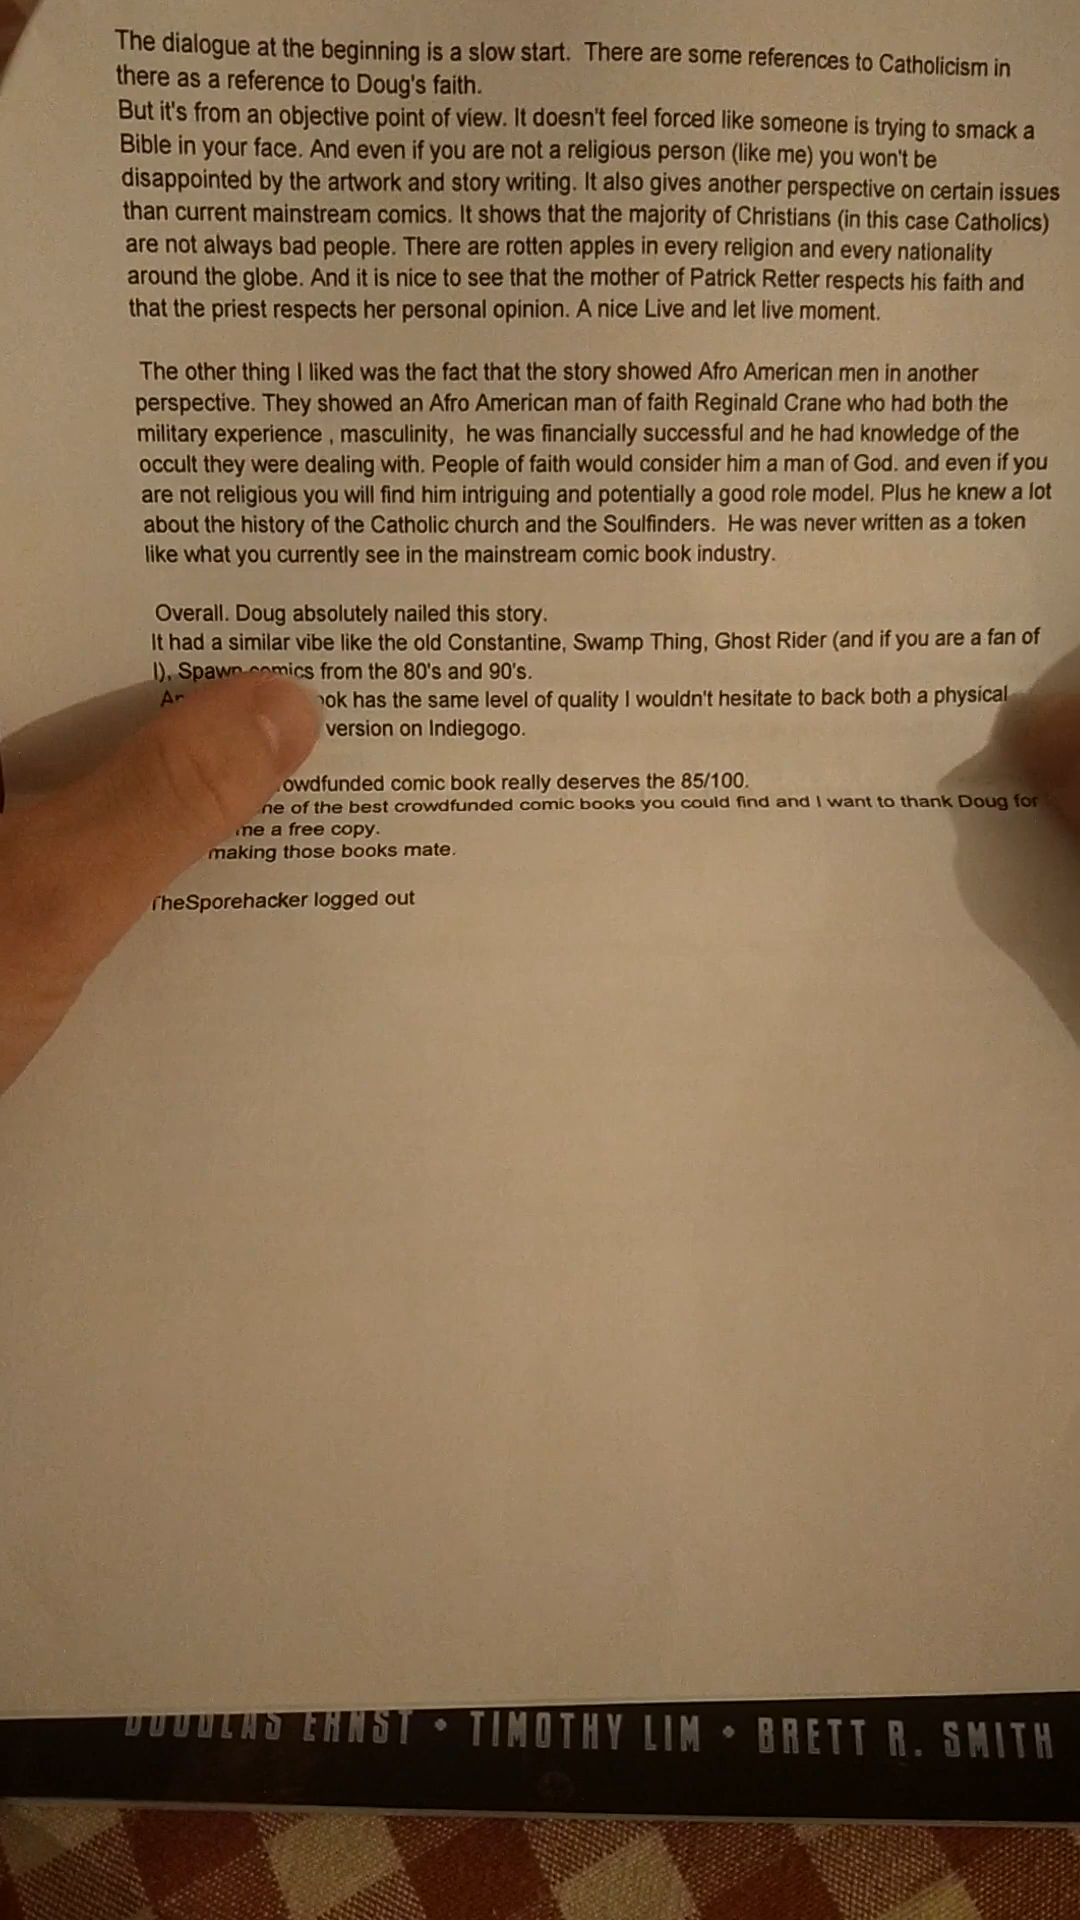 The dialogue at the beginning is a slow start.  There are some references to Catholicism in
there as a reference to Doug's faith.
But it's from an objective point of view. It doesn't feel forced like someone is trying to smack a
Bible in your face. And even if you are not a religious person (like me) you won't be
disappointed by the artwork and story writing. It also gives another perspective on certain issues
than current mainstream comics. It shows that the majority of Christians (in this case Catholics)
are not always bad people. There are rotten apples in every religion and every nationality
around the globe. And it is nice to see that the mother of Patrick Retter respects his faith and
that the priest respects her personal opinion. A nice Live and let live moment.
The other thing I liked was the fact that the story showed Afro American men in another
perspective. They showed an Afro American man of faith Reginald Crane who had both the
military experience , masculinity,  he was financially successful and he had knowledge of the
occult they were dealing with. People of faith would consider him a man of God. and even if you
are not religious you will find him intriguing and potentially a good role model. Plus he knew a lot
about the history of the Catholic church and the Soulfinders.  He was never written as a token
like what you currently see in the mainstream comic book industry.
Overall. Doug absolutely nailed this story.
It had a similar vibe like the old Constantine, Swamp Thing, Ghost Rider (and if you are a fan of
Spawn comics from the 80's and 90's.
has the same level of quality I wouldn't hesitate to back both a physical
version on Indiegogo.
comic book really deserves the 85/100.
of the best crowdfunded comic books you could find and I want to thank Doug for
me a free copy.
making those books mate.
TheSporehacker logged out
DOUGLAS ERNST • TIMOTHY LIM • BRETT R. SMITH